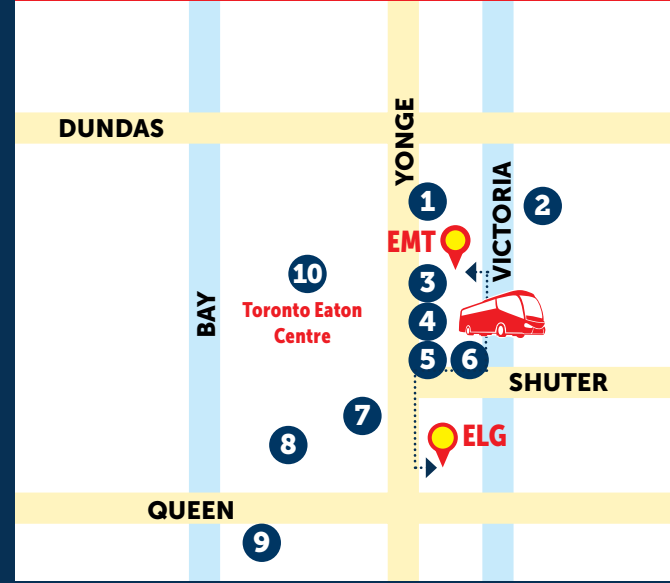 DUNDAS
YONGE
1
VICTORIA
2
EMT
10
3
Toronto Eaton
Centre
BAY
4
5
6
SHUTER
7
ELG
8
QUEEN
9